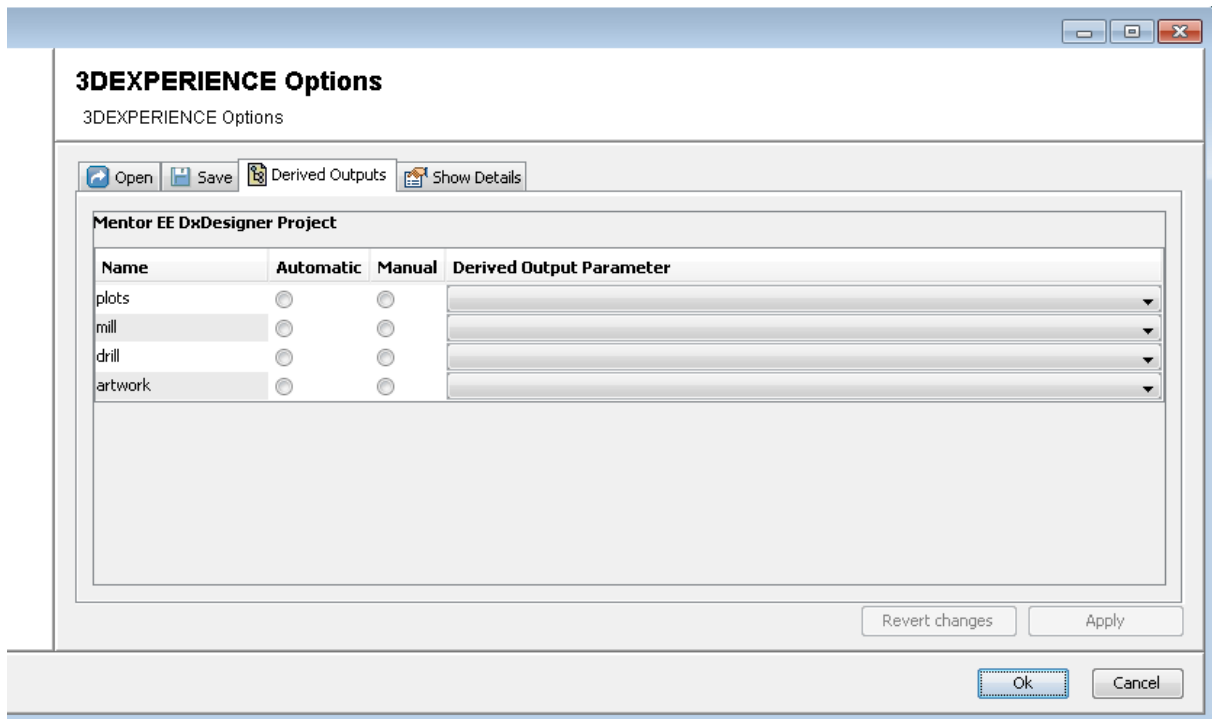 3DEXPERIENCE Options
3DEXPERIENCE Options
Open Save Derived Outputs Show Details
Mentor EE DxDesigner Project
Name Automatic Manual Derived Output Parameter
plots
mill
drill
artwork
Revert changes Apply
Ok Cancel